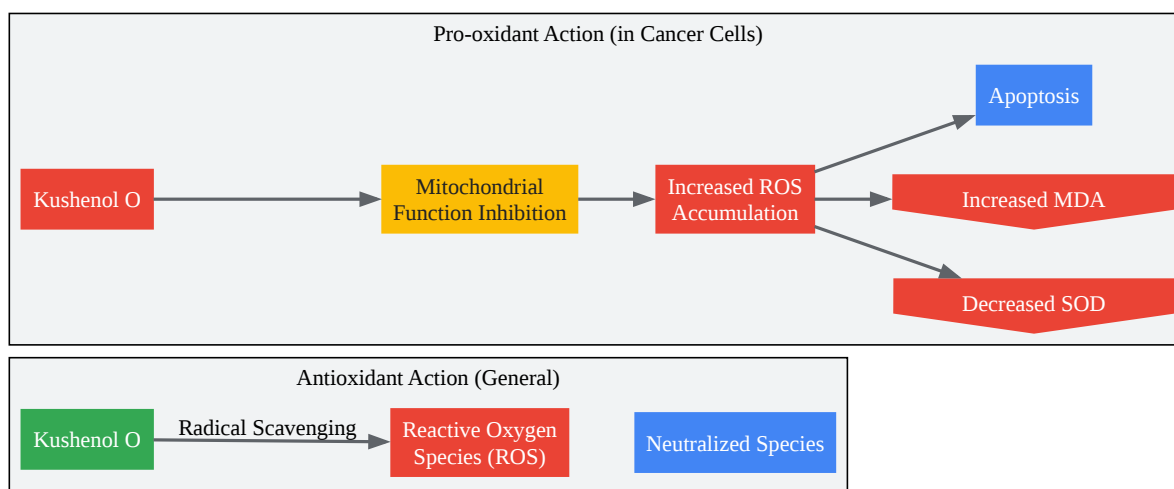 Pro-oxidant Action (in Cancer Cells)
Apoptosis
Kushenol O
Mitochondrial
Function Inhibition
Increased ROS
Accumulation
Increased MDA
Decreased SOD
Antioxidant Action (General)
Kushenol O
Radical Scavenging
Reactive Oxygen
Species (ROS)
Neutralized Species